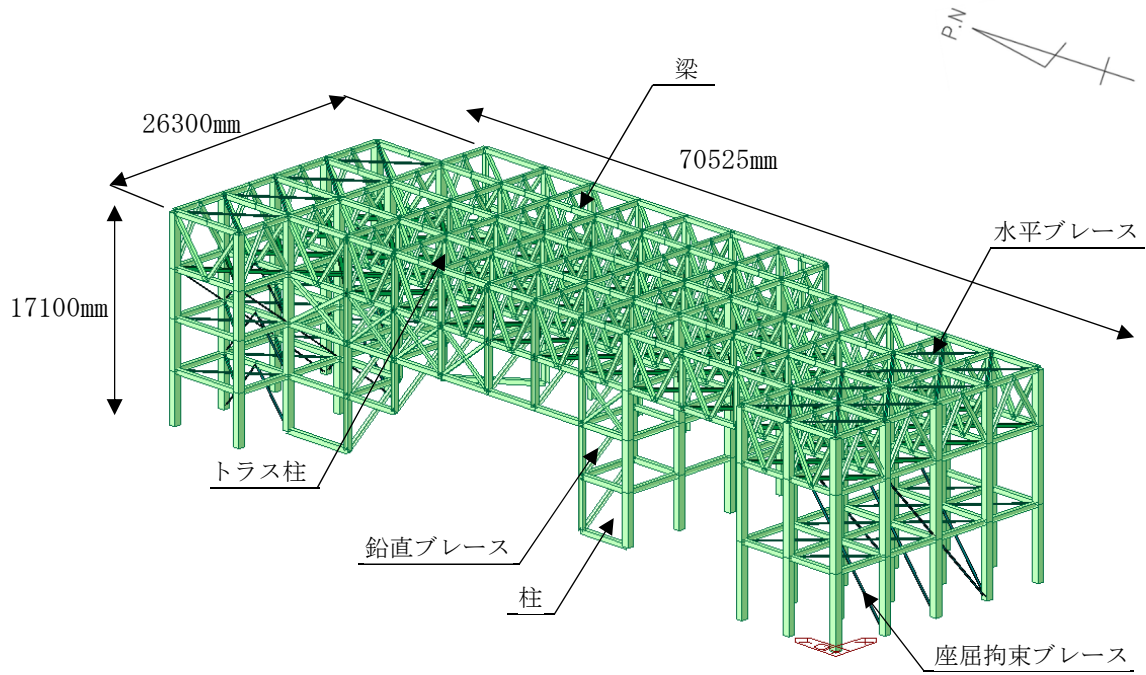 P.N
梁
26300mm
70525mm
水平ブレース
17100mm
トラス柱
鉛直ブレース
柱
座屈拘束ブレース